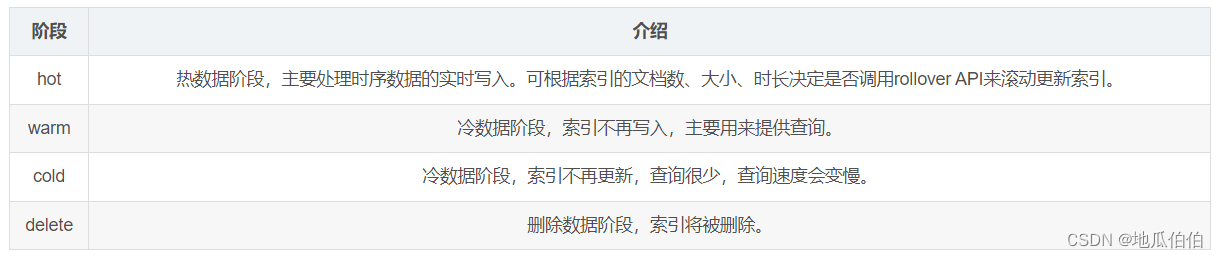 阶段 介绍
hot 热数据阶段，主要处理时序数据的实时写入。可根据索引的文档数、大小、时长决定是否调用rollover API来滚动更新索引。
warm 冷数据阶段，索引不再写入，主要用来提供查询。
cold 冷数据阶段，索引不再更新，查询很少，查询速度会变慢。
delete 删除数据阶段，索引将被删除。
CSDN @地瓜伯伯